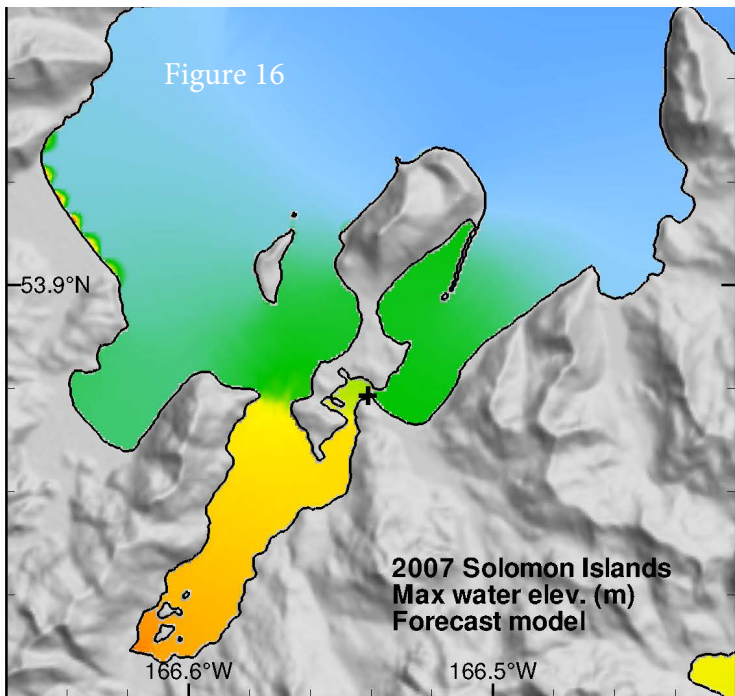 Figure 16
53.9°N
2007 Solomon Islands
Max water elev. (m)
Forecast model
166.6°W
166.5°W